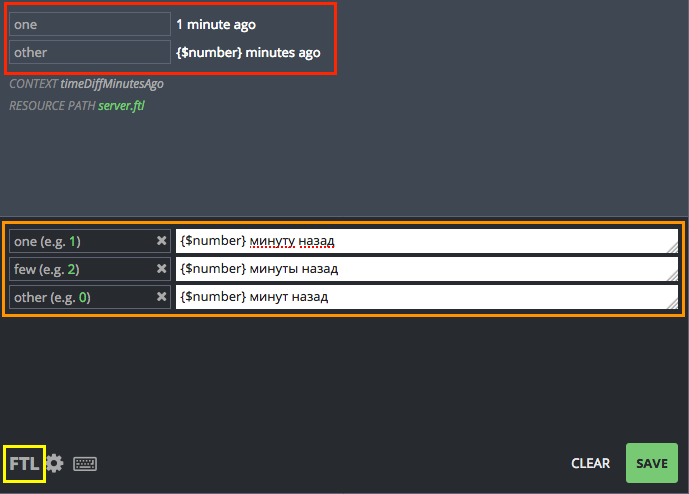 one 1 minute ago
other {$number} minutes ago
CONTEXT timeDiffMinutesAgo
RESOURCE PATH server.ftl
one (e.g. 1) ✖ {$number} минуту назад
few (e.g. 2) ✖ {$number} минуты назад
other (e.g. 0) ✖ {$number} минут назад
FTL CLEAR SAVE